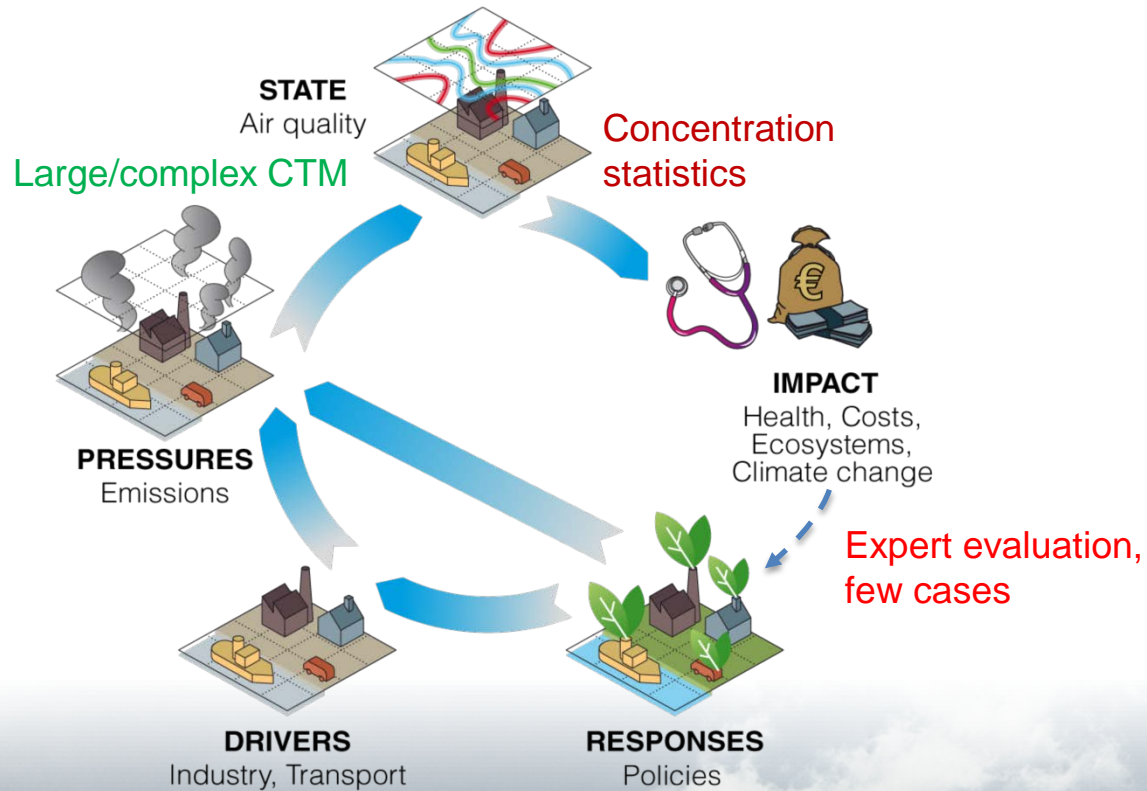 STATE
Air quality
Large/complex CTM
Concentration
statistics
€
PRESSURES
Emissions
IMPACT
Health, Costs,
Ecosystems,
Climate change
Expert evaluation,
few cases
DRIVERS
Industry, Transport
RESPONSES
Policies